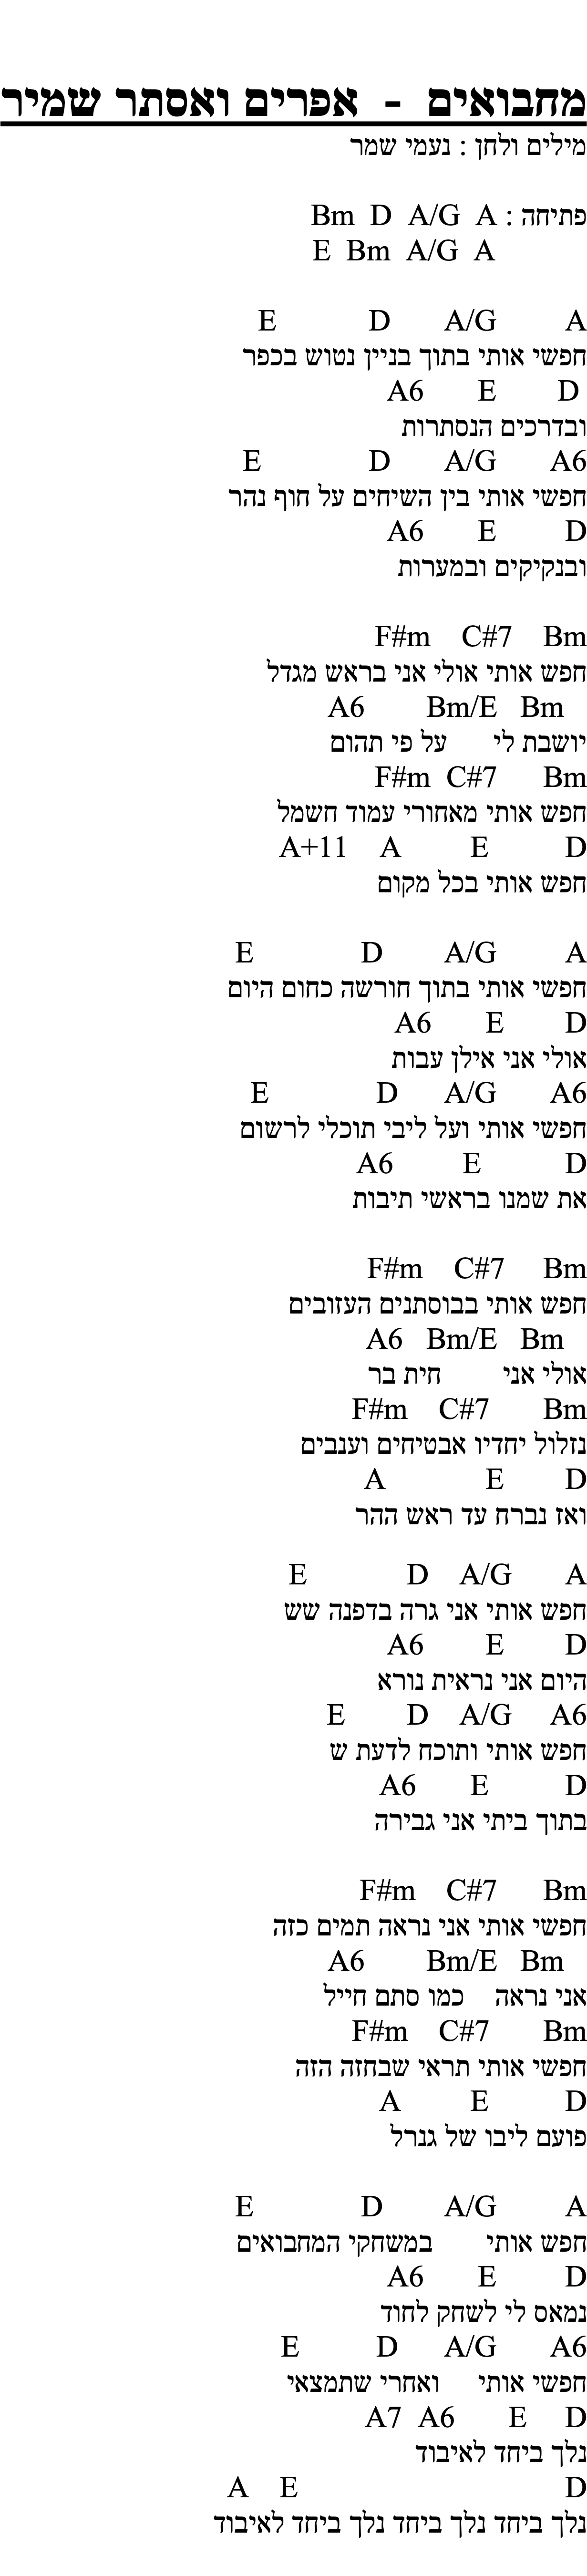 מחבואים - אפרים ואסתר שמיר
מילים ולחן : נעמי שמר
פתיחה : Bm D A/G A
E Bm A/G A
E D A/G A
חפשי אותי בתוך בניין נטוש בכפר
A6 E D
ובדרכים הנסתרות
E D A/G A6
חפשי אותי בין השיחים על חוף נהר
A6 E D
ובנקיקים ובמערות
F#m C#7 Bm
חפש אותי אולי אני בראש מגדל
A6 Bm/E Bm
יושבת לי על פי תהום
F#m C#7 Bm
חפש אותי מאחורי עמוד חשמל
A+11 A E D
חפש אותי בכל מקום
E D A/G A
חפשי אותי בתוך חורשה כחום היום
A6 E D
אולי אני אילן עבות
E D A/G A6
חפשי אותי ועל ליבי תוכלי לרשום
A6 E D
את שמנו בראשי תיבות
F#m C#7 Bm
חפש אותי בבוסתנים העזובים
A6 Bm/E Bm
אולי אני חית בר
F#m C#7 Bm
נזלול יחדיו אבטיחים וענבים
A E D
ואז נברח עד ראש ההר
E D A/G A
חפש אותי אני גרה בדפנה שש
A6 E D
היום אני נראית נורא
E D A/G A6
חפש אותי ותוכח לדעת ש
A6 E D
בתוך ביתי אני גבירה
F#m C#7 Bm
חפשי אותי אני נראה תמים כזה
A6 Bm/E Bm
אני נראה כמו סתם חייל
F#m C#7 Bm
חפשי אותי תראי שבחזה הזה
A E D
פועם ליבו של גנרל
E D A/G A
חפש אותי במשחקי המחבואים
A6 E D
נמאס לי לשחק לחוד
E D A/G A6
חפשי אותי ואחרי שתמצאי
A7 A6 E D
נלך ביחד לאיבוד
A E D
נלך ביחד נלך ביחד נלך ביחד לאיבוד